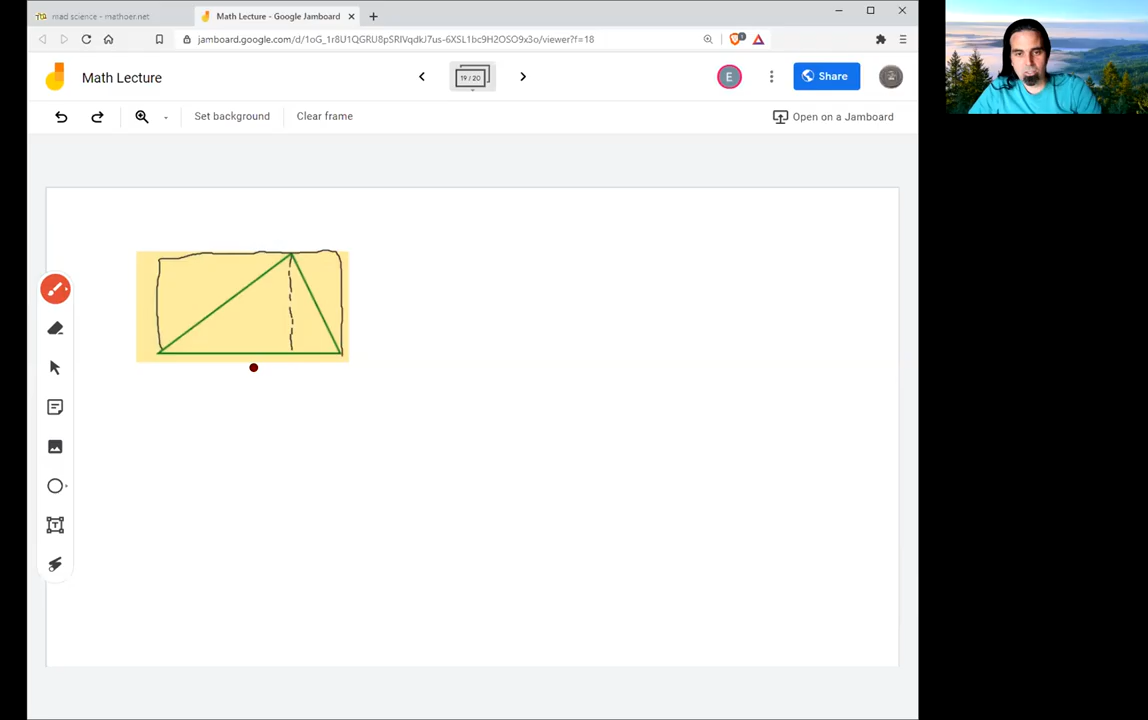 mad science - mathoer.net
Math Lecture - Google Jamboard
jamboard.google.com/d/1oG_1r8U1QGRU8pSRIVqdkJ7us-6XSL1bc9H2OSO9x3o/viewer?f=18
1
Math Lecture
19 / 20
E
Share
Set background
Clear frame
Open on a Jamboard
T